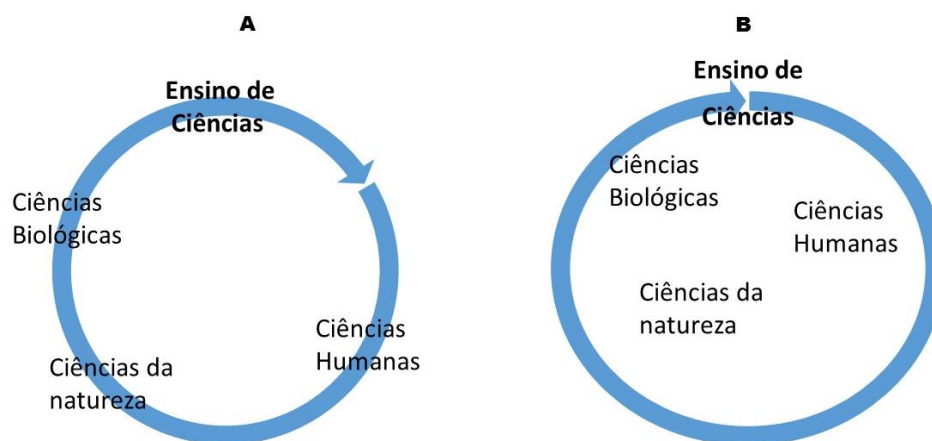 A
Ensino de
Ciências
Ciências
Biológicas
Ciências
Humanas
Ciências da
natureza
B
Ensino de
Ciências
Ciências
Biológicas
Ciências
Humanas
Ciências da
natureza